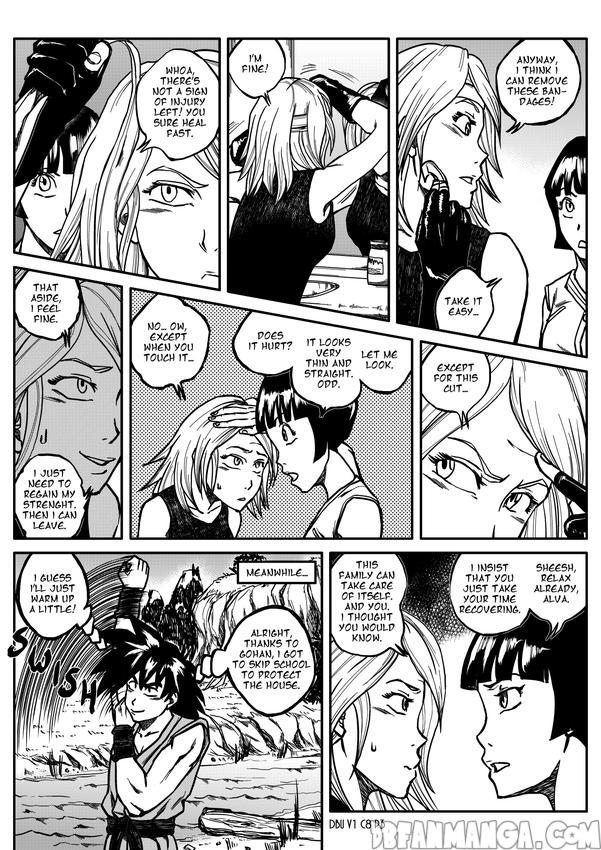 ANYWAY,
I THINK I
CAN REMOVE
THESE BAN-
DAGES!
TAKE IT
EASY...
I'M
FINE!
WHOA,
THERE'S
NOT A SIGN
OF INJURY
LEFT! YOU
SURE HEAL
FAST.
EXCEPT
FOR THIS
CUT...
LET ME
LOOK.
IT LOOKS
VERY
THIN AND
STRAIGHT.
ODD.
DOES IT
HURT?
NO... OW,
EXCEPT
WHEN YOU
TOUCH IT...
THAT
ASIDE,
I FEEL
FINE.
I JUST
NEED TO
REGAIN MY
STRENGHT.
THEN I CAN
LEAVE.
SHEESH,
RELAX
ALREADY,
ALVA.
I INSIST
THAT YOU
JUST TAKE
YOUR TIME
RECOVERING.
THIS
FAMILY CAN
TAKE CARE
OF ITSELF.
AND YOU. I
THOUGHT
YOU WOULD
KNOW.
MEANWHILE...
ALRIGHT,
THANKS TO
GOHAN, I GOT
TO SKIP SCHOOL
TO PROTECT
THE HOUSE.
I GUESS
I'LL JUST
WARM UP
A LITTLE!
SWISH
DBU V1 C8 P3
DBFANMANGA.COM